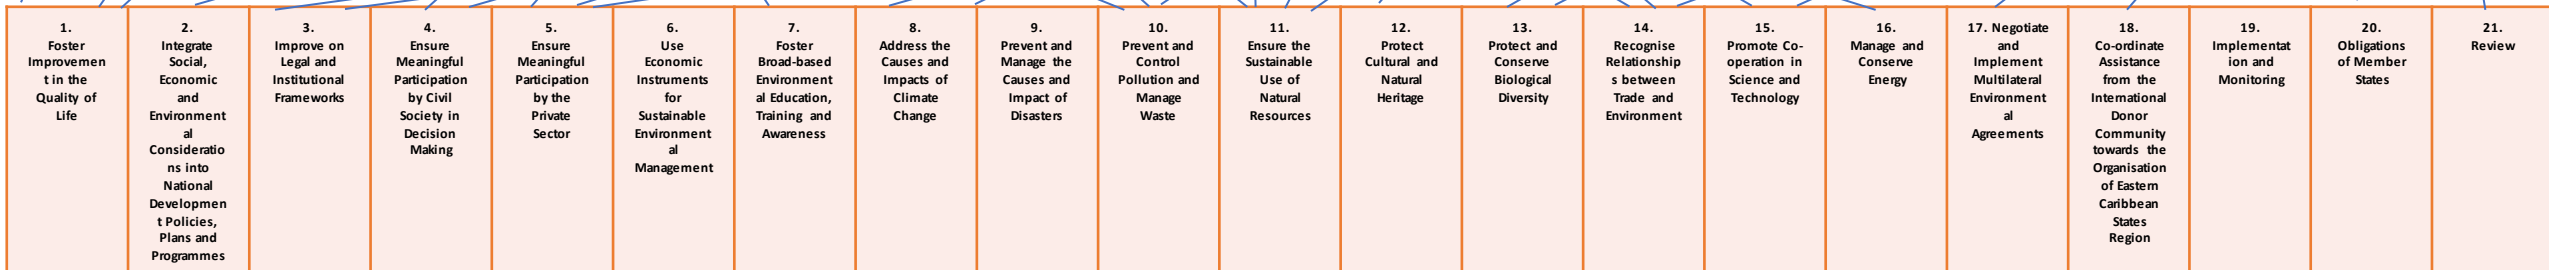 1.
Foster
Improvemen
t in the
Quality of
Life
2.
Integrate
Social,
Economic
and
Environment
al
Consideratio
ns into
National
Developmen
t Policies,
Plans and
Programmes
3.
Improve on
Legal and
Institutional
Frameworks
4.
Ensure
Meaningful
Participation
by Civil
Society in
Decision
Making
5.
Ensure
Meaningful
Participation
by the
Private
Sector
6.
Use
Economic
Instruments
for
Sustainable
Environment
al
Management
7.
Foster
Broad-based
Environment
al Education,
Training and
Awareness
8.
Address the
Causes and
Impacts of
Climate
Change
9.
Prevent and
Manage the
Causes and
Impact of
Disasters
10.
Prevent and
Control
Pollution and
Manage
Waste
11.
Ensure the
Sustainable
Use of
Natural
Resources
12.
Protect
Cultural and
Natural
Heritage
13.
Protect and
Conserve
Biological
Diversity
14.
Recognise
Relationship
s between
Trade and
Environment
15.
Promote Co-
operation in
Science and
Technology
16.
Manage and
Conserve
Energy
17. Negotiate
and
Implement
Multilateral
Environment
al
Agreements
18.
Co-ordinate
Assistance
from the
International
Donor
Community
towards the
Organisation
of Eastern
Caribbean
States
Region
19.
Implementat
ion and
Monitoring
20.
Obligations
of Member
States
21.
Review